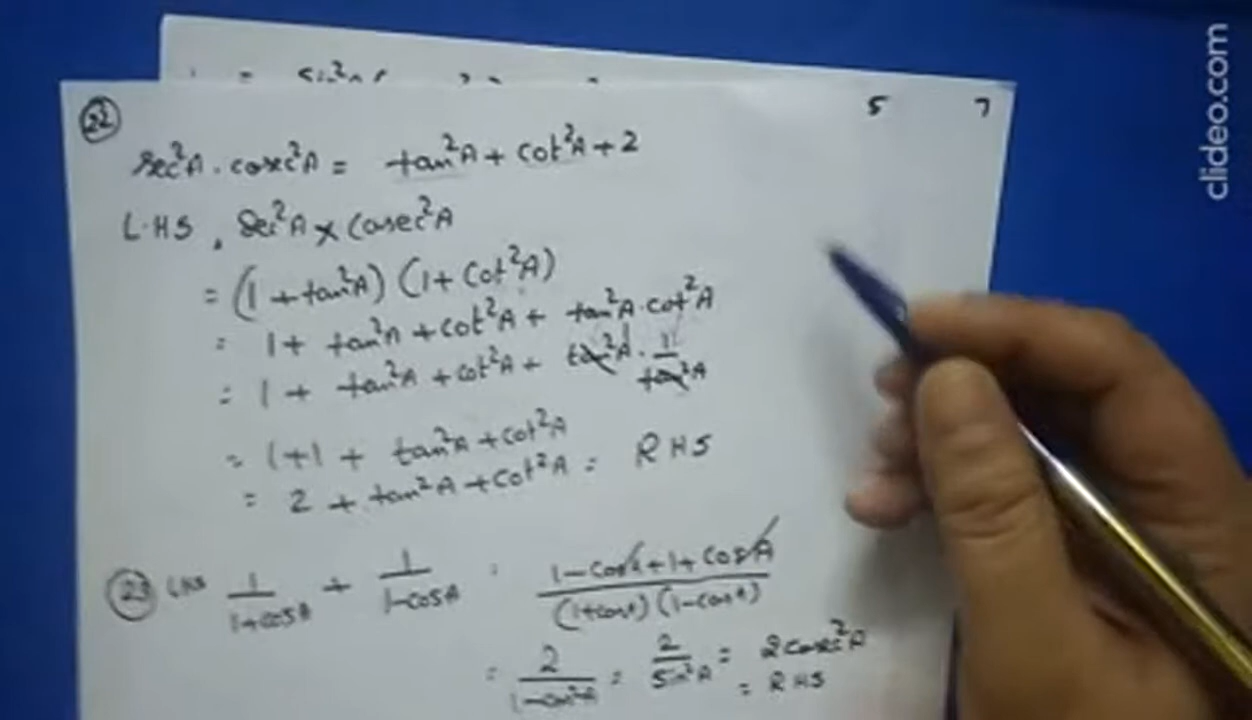 = sin²A
5 7
(22)
sec²A . cosec²A = tan²A + cot²A + 2
L.HS , Sec²A × Cosec²A
= (1 + tan²A) (1 + Cot²A)
= 1 + tan²A + cot²A + tan²A . cot²A
= 1 + tan²A + cot²A + tan²A . 1/tan²A
= 1+1 + tan²A + cot²A
= 2 + tan²A + cot²A = RHS
(23) LHS 1/1+cosA + 1/1-cosA = 1-cosA+1+cosA/(1+cosA)(1-cosA)
= 2/1-cos²A = 2/Sin²A = 2cosec²A
= RHS
clideo.com